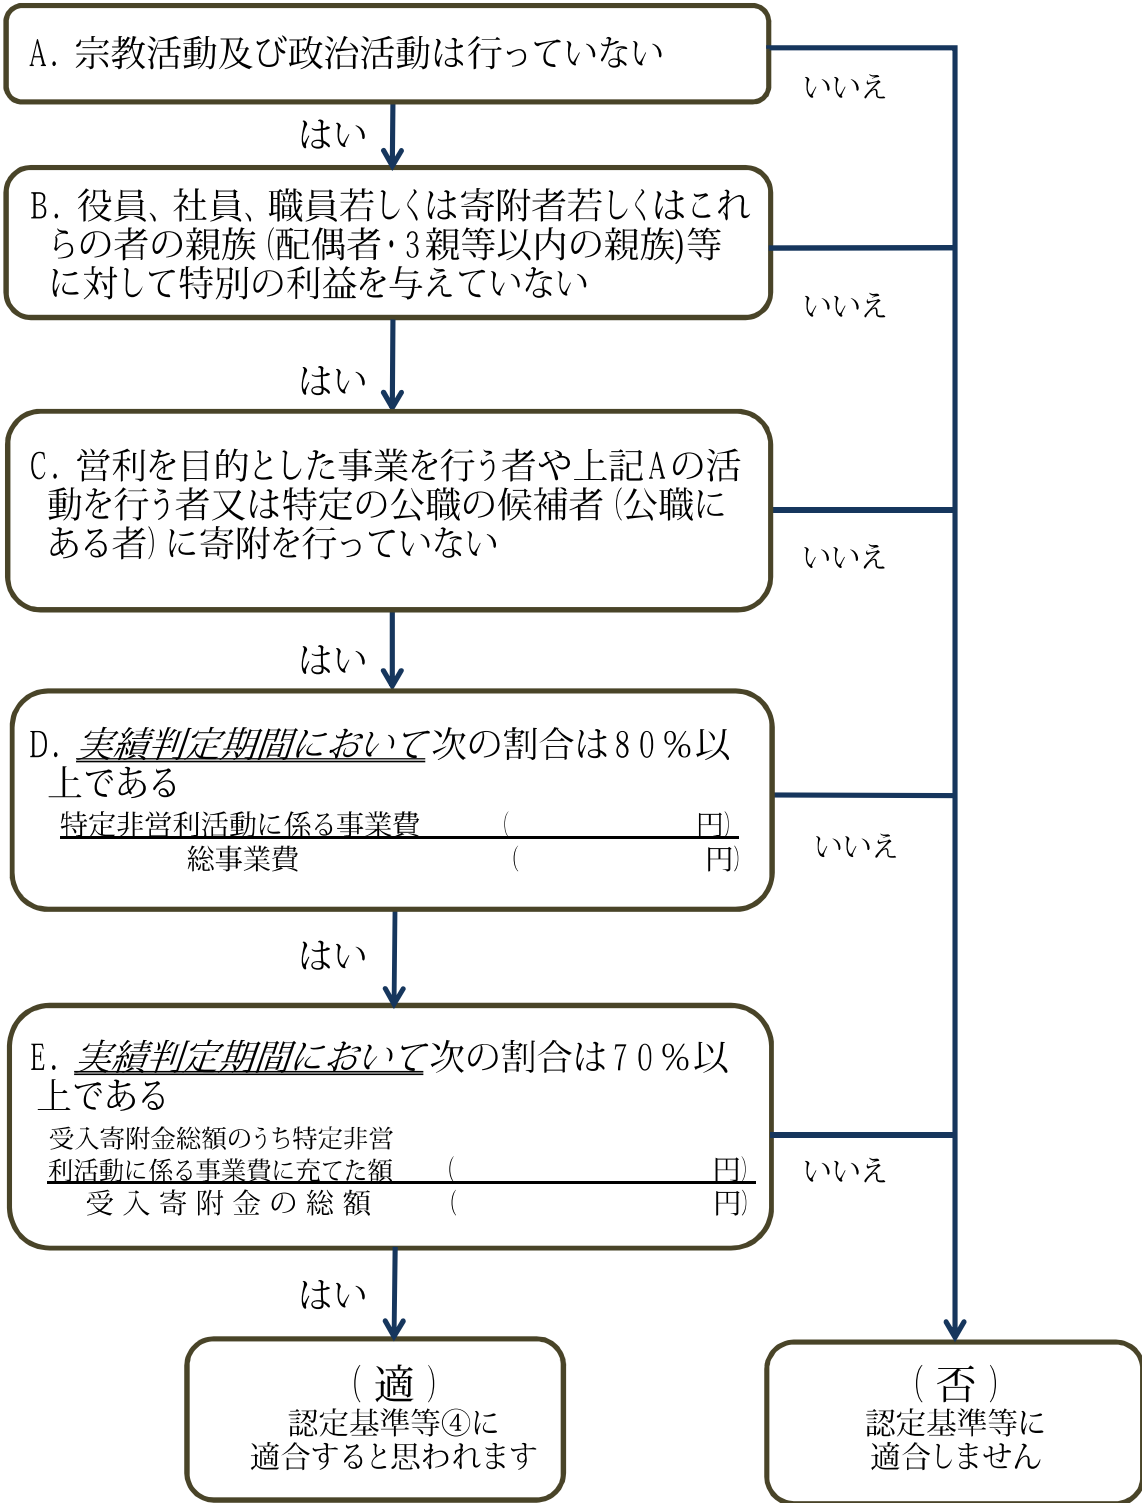 A. 宗教活動及び政治活動は行っていない
いいえ
はい
B. 役員、社員、職員若しくは寄附者若しくはこれ
らの者の親族(配偶者・3親等以内の親族)等
に対して特別の利益を与えていない
いいえ
はい
C. 営利を目的とした事業を行う者や上記Aの活
動を行う者又は特定の公職の候補者(公職に
ある者)に寄附を行っていない
いいえ
はい
D. 実績判定期間において次の割合は80%以
上である
特定非営利活動に係る事業費 ( 円)
総事業費 ( 円)
いいえ
はい
E. 実績判定期間において次の割合は70%以
上である
受入寄附金総額のうち特定非営
利活動に係る事業費に充てた額 ( 円)
受入寄附金の総額 ( 円)
いいえ
はい
(適)
認定基準等④に
適合すると思われます
(否)
認定基準等に
適合しません